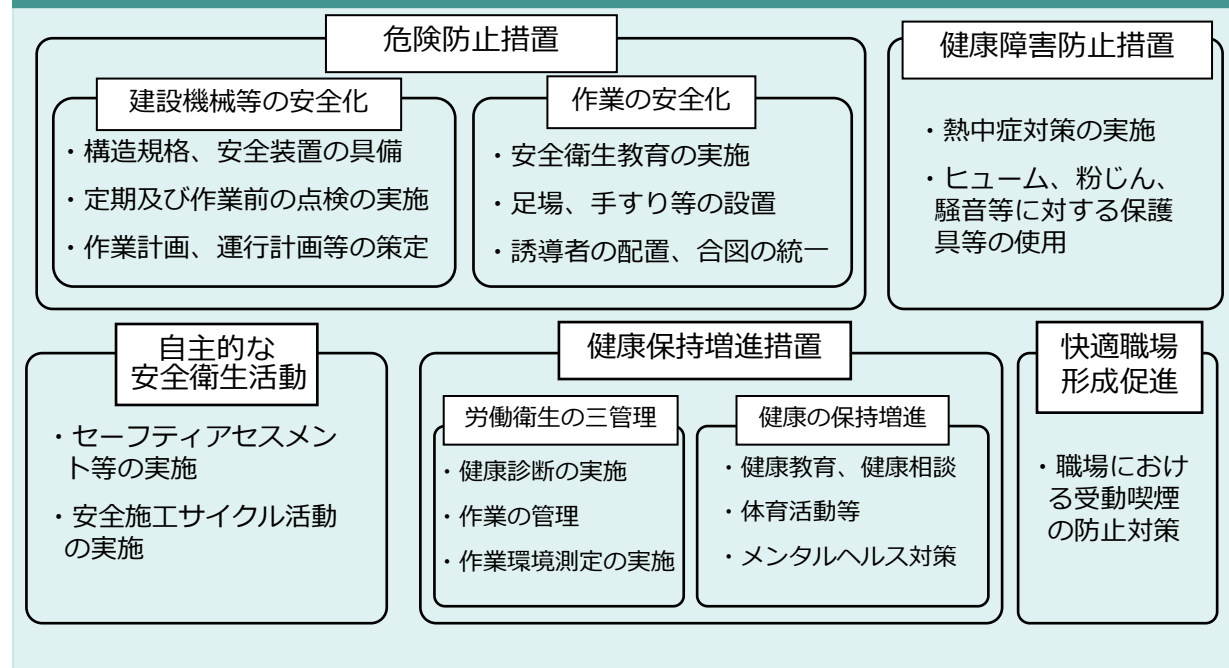 危険防止措置
建設機械等の安全化
・構造規格、安全装置の具備
・定期及び作業前の点検の実施
・作業計画、運行計画等の策定
作業の安全化
・安全衛生教育の実施
・足場、手すり等の設置
・誘導者の配置、合図の統一
健康障害防止措置
・熱中症対策の実施
・ヒューム、粉じん、
騒音等に対する保護
具等の使用
自主的な
安全衛生活動
・セーフティアセスメン
ト等の実施
・安全施工サイクル活動
の実施
健康保持増進措置
労働衛生の三管理
・健康診断の実施
・作業の管理
・作業環境測定の実施
健康の保持増進
・健康教育、健康相談
・体育活動等
・メンタルヘルス対策
快適職場
形成促進
・職場におけ
る受動喫煙
の防止対策